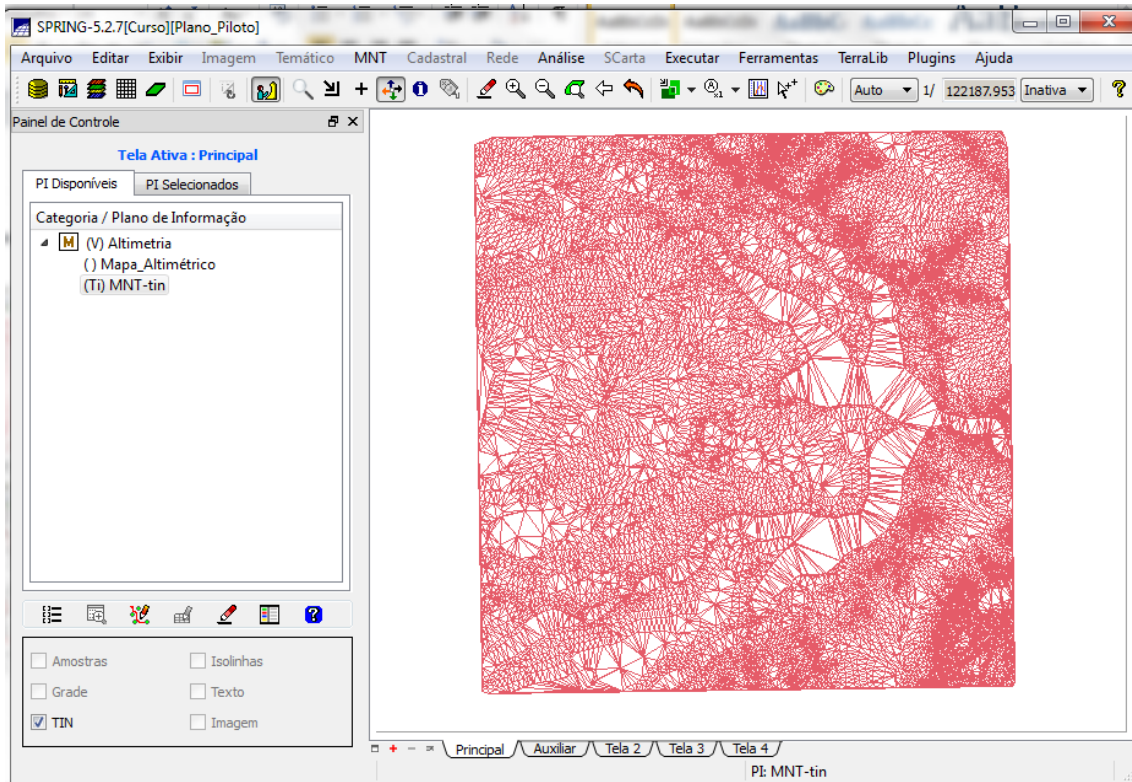 SPRING-5.2.7[Curso][Plano_Piloto]
Arquivo Editar Exibir Imagem Temático MNT Cadastral Rede Análise SCarta Executar Ferramentas TerraLib Plugins Ajuda
Auto 1/ 122187.953 Inativa
Painel de Controle
Tela Ativa : Principal
PI Disponíveis PI Selecionados
Categoria / Plano de Informação
M (V) Altimetria
( ) Mapa_Altimétrico
(Ti) MNT-tin
Amostras Isolinhas
Grade Texto
TIN Imagem
Principal Auxiliar Tela 2 Tela 3 Tela 4
PI: MNT-tin